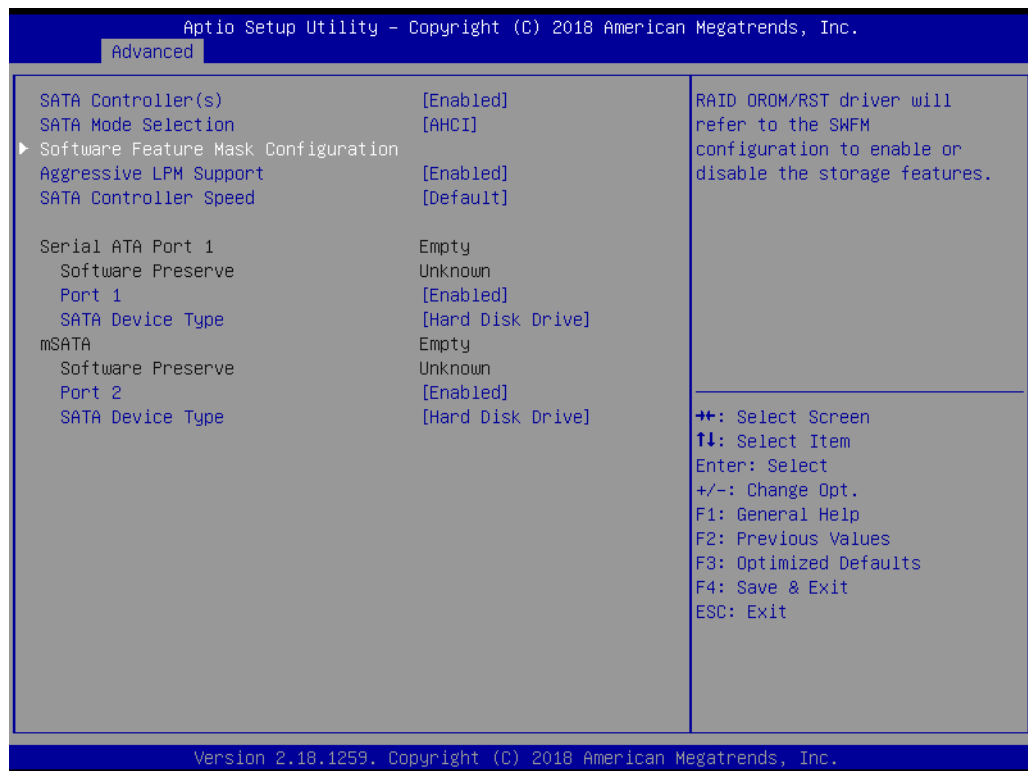 Aptio Setup Utility – Copyright (C) 2018 American Megatrends, Inc.
Advanced
SATA Controller(s) [Enabled]
SATA Mode Selection [AHCI]
▶ Software Feature Mask Configuration
Aggressive LPM Support [Enabled]
SATA Controller Speed [Default]
Serial ATA Port 1 Empty
Software Preserve Unknown
Port 1 [Enabled]
SATA Device Type [Hard Disk Drive]
mSATA Empty
Software Preserve Unknown
Port 2 [Enabled]
SATA Device Type [Hard Disk Drive]
RAID OROM/RST driver will
refer to the SWFM
configuration to enable or
disable the storage features.
→←: Select Screen
↑↓: Select Item
Enter: Select
+/-: Change Opt.
F1: General Help
F2: Previous Values
F3: Optimized Defaults
F4: Save & Exit
ESC: Exit
Version 2.18.1259. Copyright (C) 2018 American Megatrends, Inc.